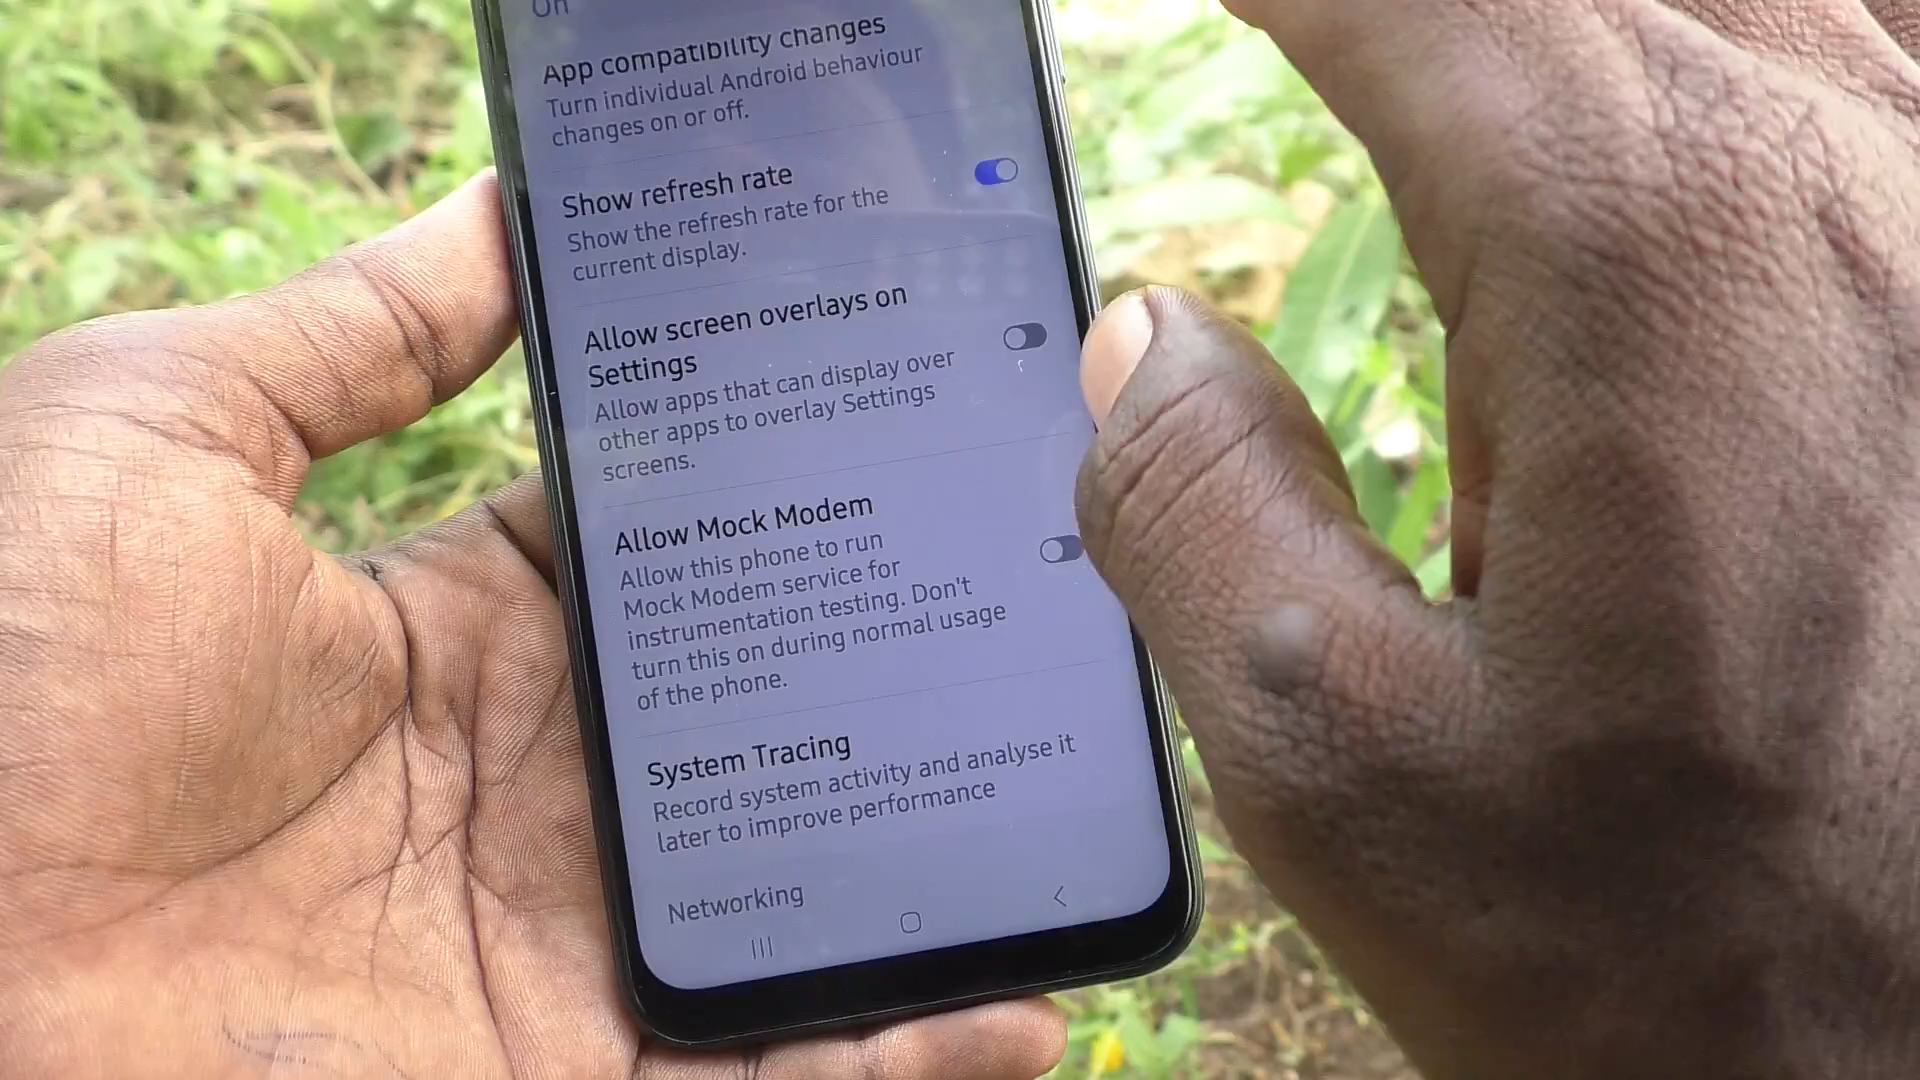 On
App compatibility changes
Turn individual Android behaviour
changes on or off.
Show refresh rate
Show the refresh rate for the
current display.
Allow screen overlays on
Settings
Allow apps that can display over
other apps to overlay Settings
screens.
Allow Mock Modem
Allow this phone to run
Mock Modem service for
instrumentation testing. Don't
turn this on during normal usage
of the phone.
System Tracing
Record system activity and analyse it
later to improve performance
Networking